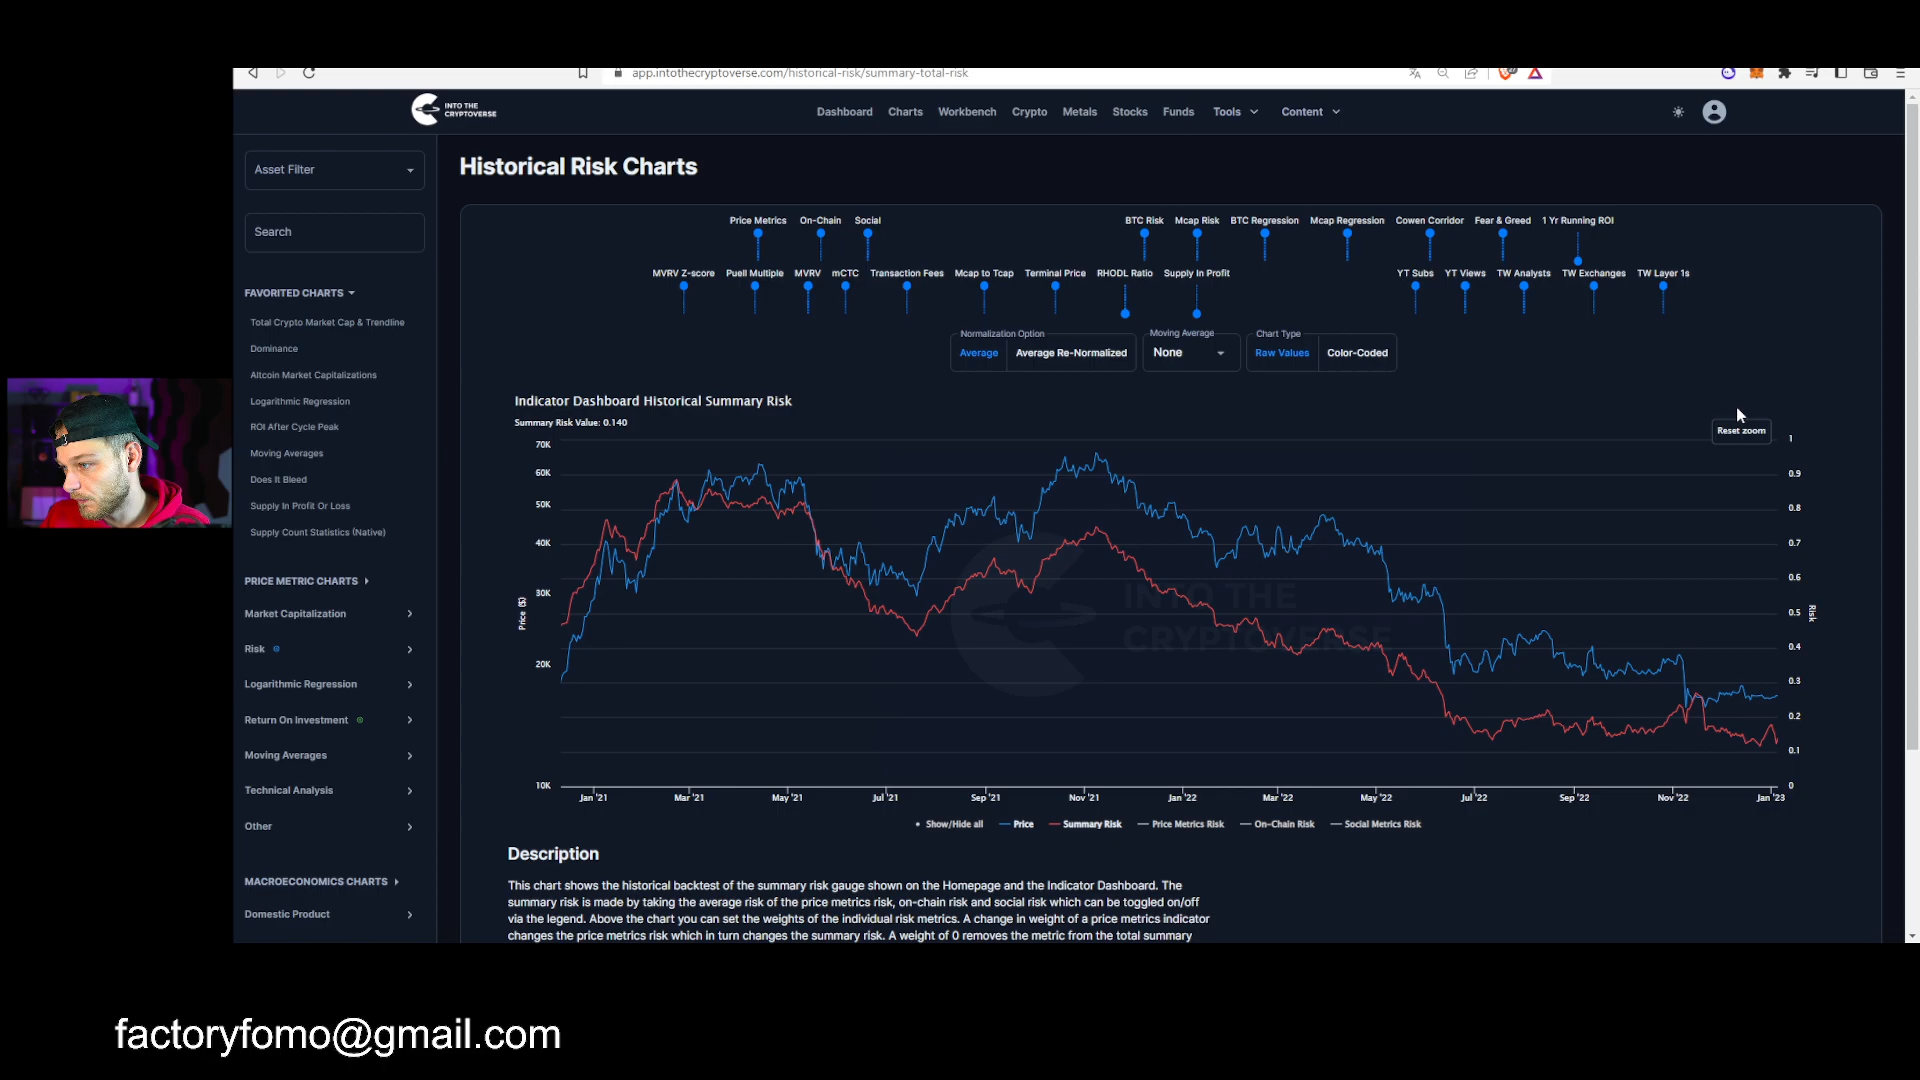 app.intothecryptoverse.com/historical-risk/summary-total-risk
INTO THE
CRYPTOVERSE
Dashboard Charts Workbench Crypto Metals Stocks Funds Tools Content
Asset Filter
Search
FAVORITED CHARTS
Total Crypto Market Cap & Trendline
Dominance
Altcoin Market Capitalizations
Logarithmic Regression
ROI After Cycle Peak
Moving Averages
Does It Bleed
Supply In Profit Or Loss
Supply Count Statistics (Native)
PRICE METRIC CHARTS
Market Capitalization
Risk
Logarithmic Regression
Return On Investment
Moving Averages
Technical Analysis
Other
MACROECONOMICS CHARTS
Domestic Product
Historical Risk Charts
Price Metrics On-Chain Social
BTC Risk Mcap Risk BTC Regression Mcap Regression Cowen Corridor Fear & Greed 1 Yr Running ROI
MVRV Z-score Puell Multiple MVRV mCTC Transaction Fees Mcap to Tcap Terminal Price RHODL Ratio Supply In Profit
YT Subs YT Views TW Analysts TW Exchanges TW Layer 1s
Normalization Option
Average Average Re-Normalized
Moving Average
None
Chart Type
Raw Values Color-Coded
Indicator Dashboard Historical Summary Risk
Summary Risk Value: 0.140
Reset zoom
70K
60K
50K
40K
30K
20K
10K
Price ($)
1
0.9
0.8
0.7
0.6
0.5
0.4
0.3
0.2
0.1
0
Risk
INTO THE
CRYPTOVERSE
Jan '21 Mar '21 May '21 Jul '21 Sep '21 Nov '21 Jan '22 Mar '22 May '22 Jul '22 Sep '22 Nov '22 Jan '23
Show/Hide all Price Summary Risk Price Metrics Risk On-Chain Risk Social Metrics Risk
Description
This chart shows the historical backtest of the summary risk gauge shown on the Homepage and the Indicator Dashboard. The
summary risk is made by taking the average risk of the price metrics risk, on-chain risk and social risk which can be toggled on/off
via the legend. Above the chart you can set the weights of the individual risk metrics. A change in weight of a price metrics indicator
changes the price metrics risk which in turn changes the summary risk. A weight of 0 removes the metric from the total summary
factoryfomo@gmail.com